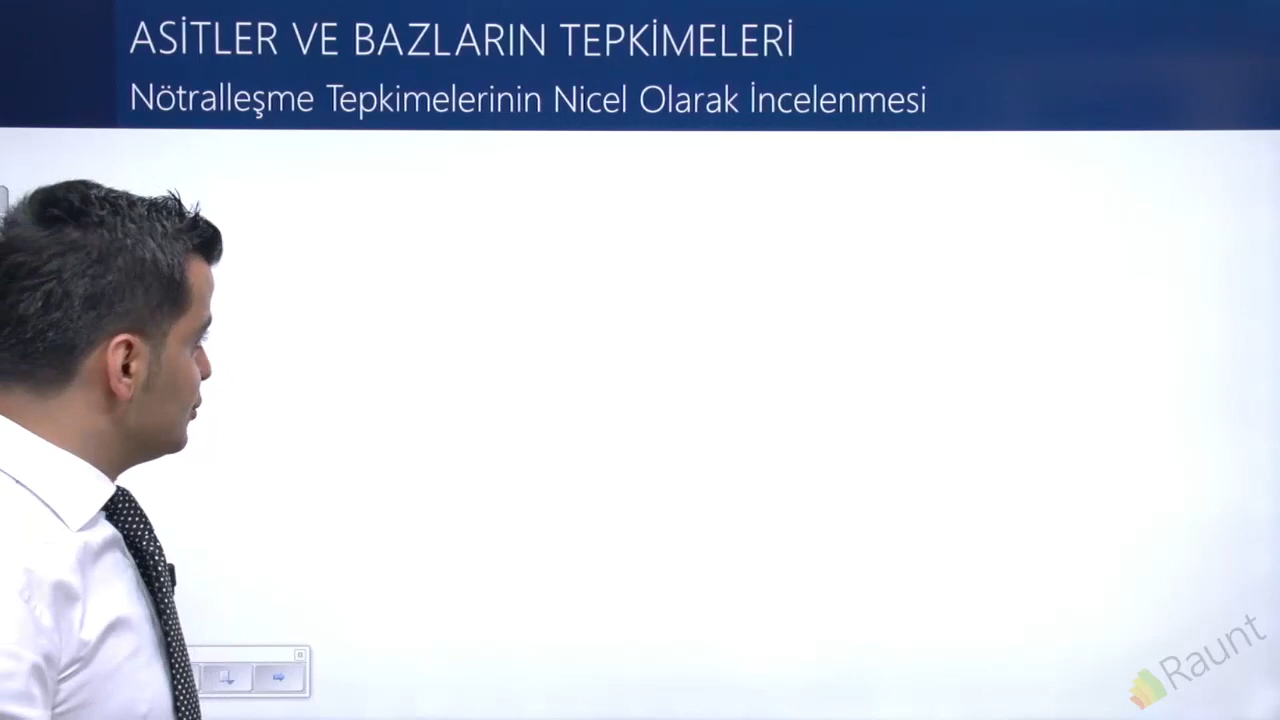 ASİTLER VE BAZLARIN TEPKİMELERİ
Nötralleşme Tepkimelerinin Nicel Olarak İncelenmesi
Raunt